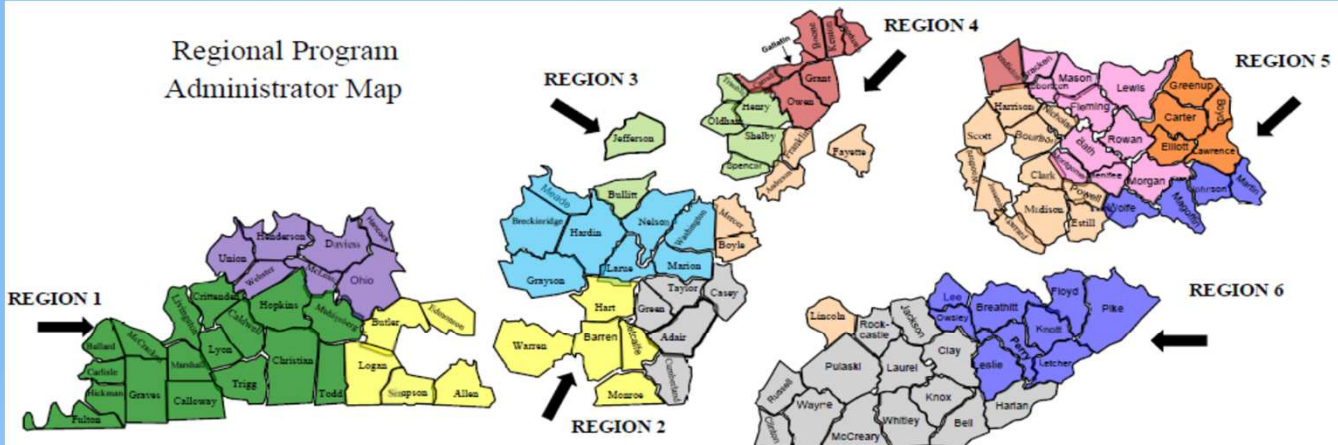 Regional Program
Administrator Map
REGION 1
Union
Henderson
Daviess
Hancock
Webster
McLean
Ohio
Livingston
Crittenden
Hopkins
Muhlenberg
Caldwell
Butler
Edmonson
Ballard
McCracken
Lyon
Carlisle
Marshall
Christian
Logan
Hickman
Graves
Calloway
Trigg
Todd
Simpson
Allen
Fulton
REGION 2
Meade
Bullitt
Breckinridge
Hardin
Nelson
Washington
Mercer
Boyle
Grayson
Larue
Marion
Taylor
Casey
Hart
Green
Warren
Barren
Metcalfe
Adair
Monroe
Cumberland
REGION 3
Jefferson
REGION 4
Gallatin
Boone
Kenton
Carroll
Grant
Trimble
Henry
Owen
Oldham
Shelby
Franklin
Fayette
Spencer
Anderson
REGION 5
Bracken
Mason
Lewis
Greenup
Boyd
Harrison
Fleming
Carter
Nicholas
Scott
Bourbon
Rowan
Bath
Elliott
Lawrence
Clark
Montgomery
Menifee
Morgan
Johnson
Martin
Powell
Madison
Wolfe
Magoffin
Estill
REGION 6
Lee
Breathitt
Floyd
Pike
Lincoln
Rock-
castle
Jackson
Owsley
Knott
Perry
Clay
Leslie
Letcher
Pulaski
Laurel
Russell
Knox
Harlan
Wayne
Whitley
Bell
Clinton
McCreary